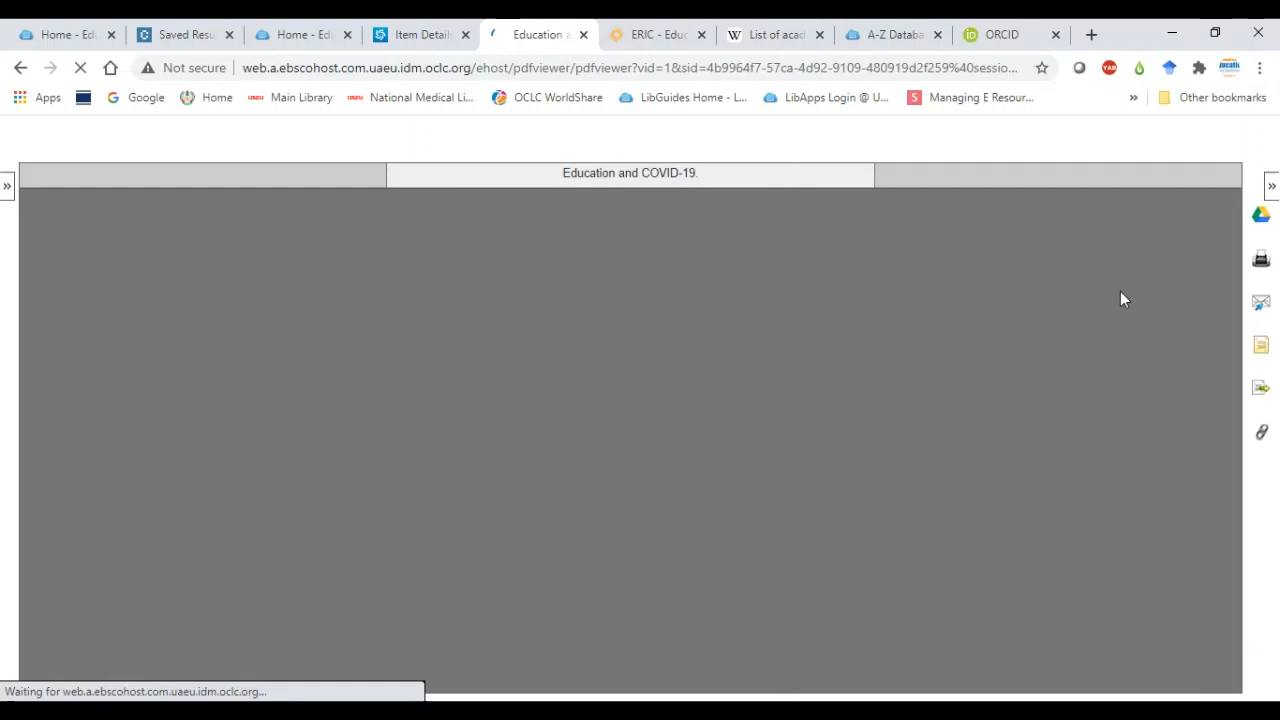 Home - Ed
Saved Resu
Home - Ed
Item Detail
Education a
ERIC - Educ
List of acad
A-Z Databa
ORCID
Not secure
web.a.ebscohost.com.uaeu.idm.oclc.org/ehost/pdfviewer/pdfviewer?vid=1&sid=4b9964f7-57ca-4d92-9109-480919d2f259%40sessio...
Apps
Google
Home
Main Library
National Medical Li...
OCLC WorldShare
LibGuides Home - L...
LibApps Login @ U...
Managing E Resour...
Other bookmarks
Education and COVID-19.
Waiting for web.a.ebscohost.com.uaeu.idm.oclc.org...